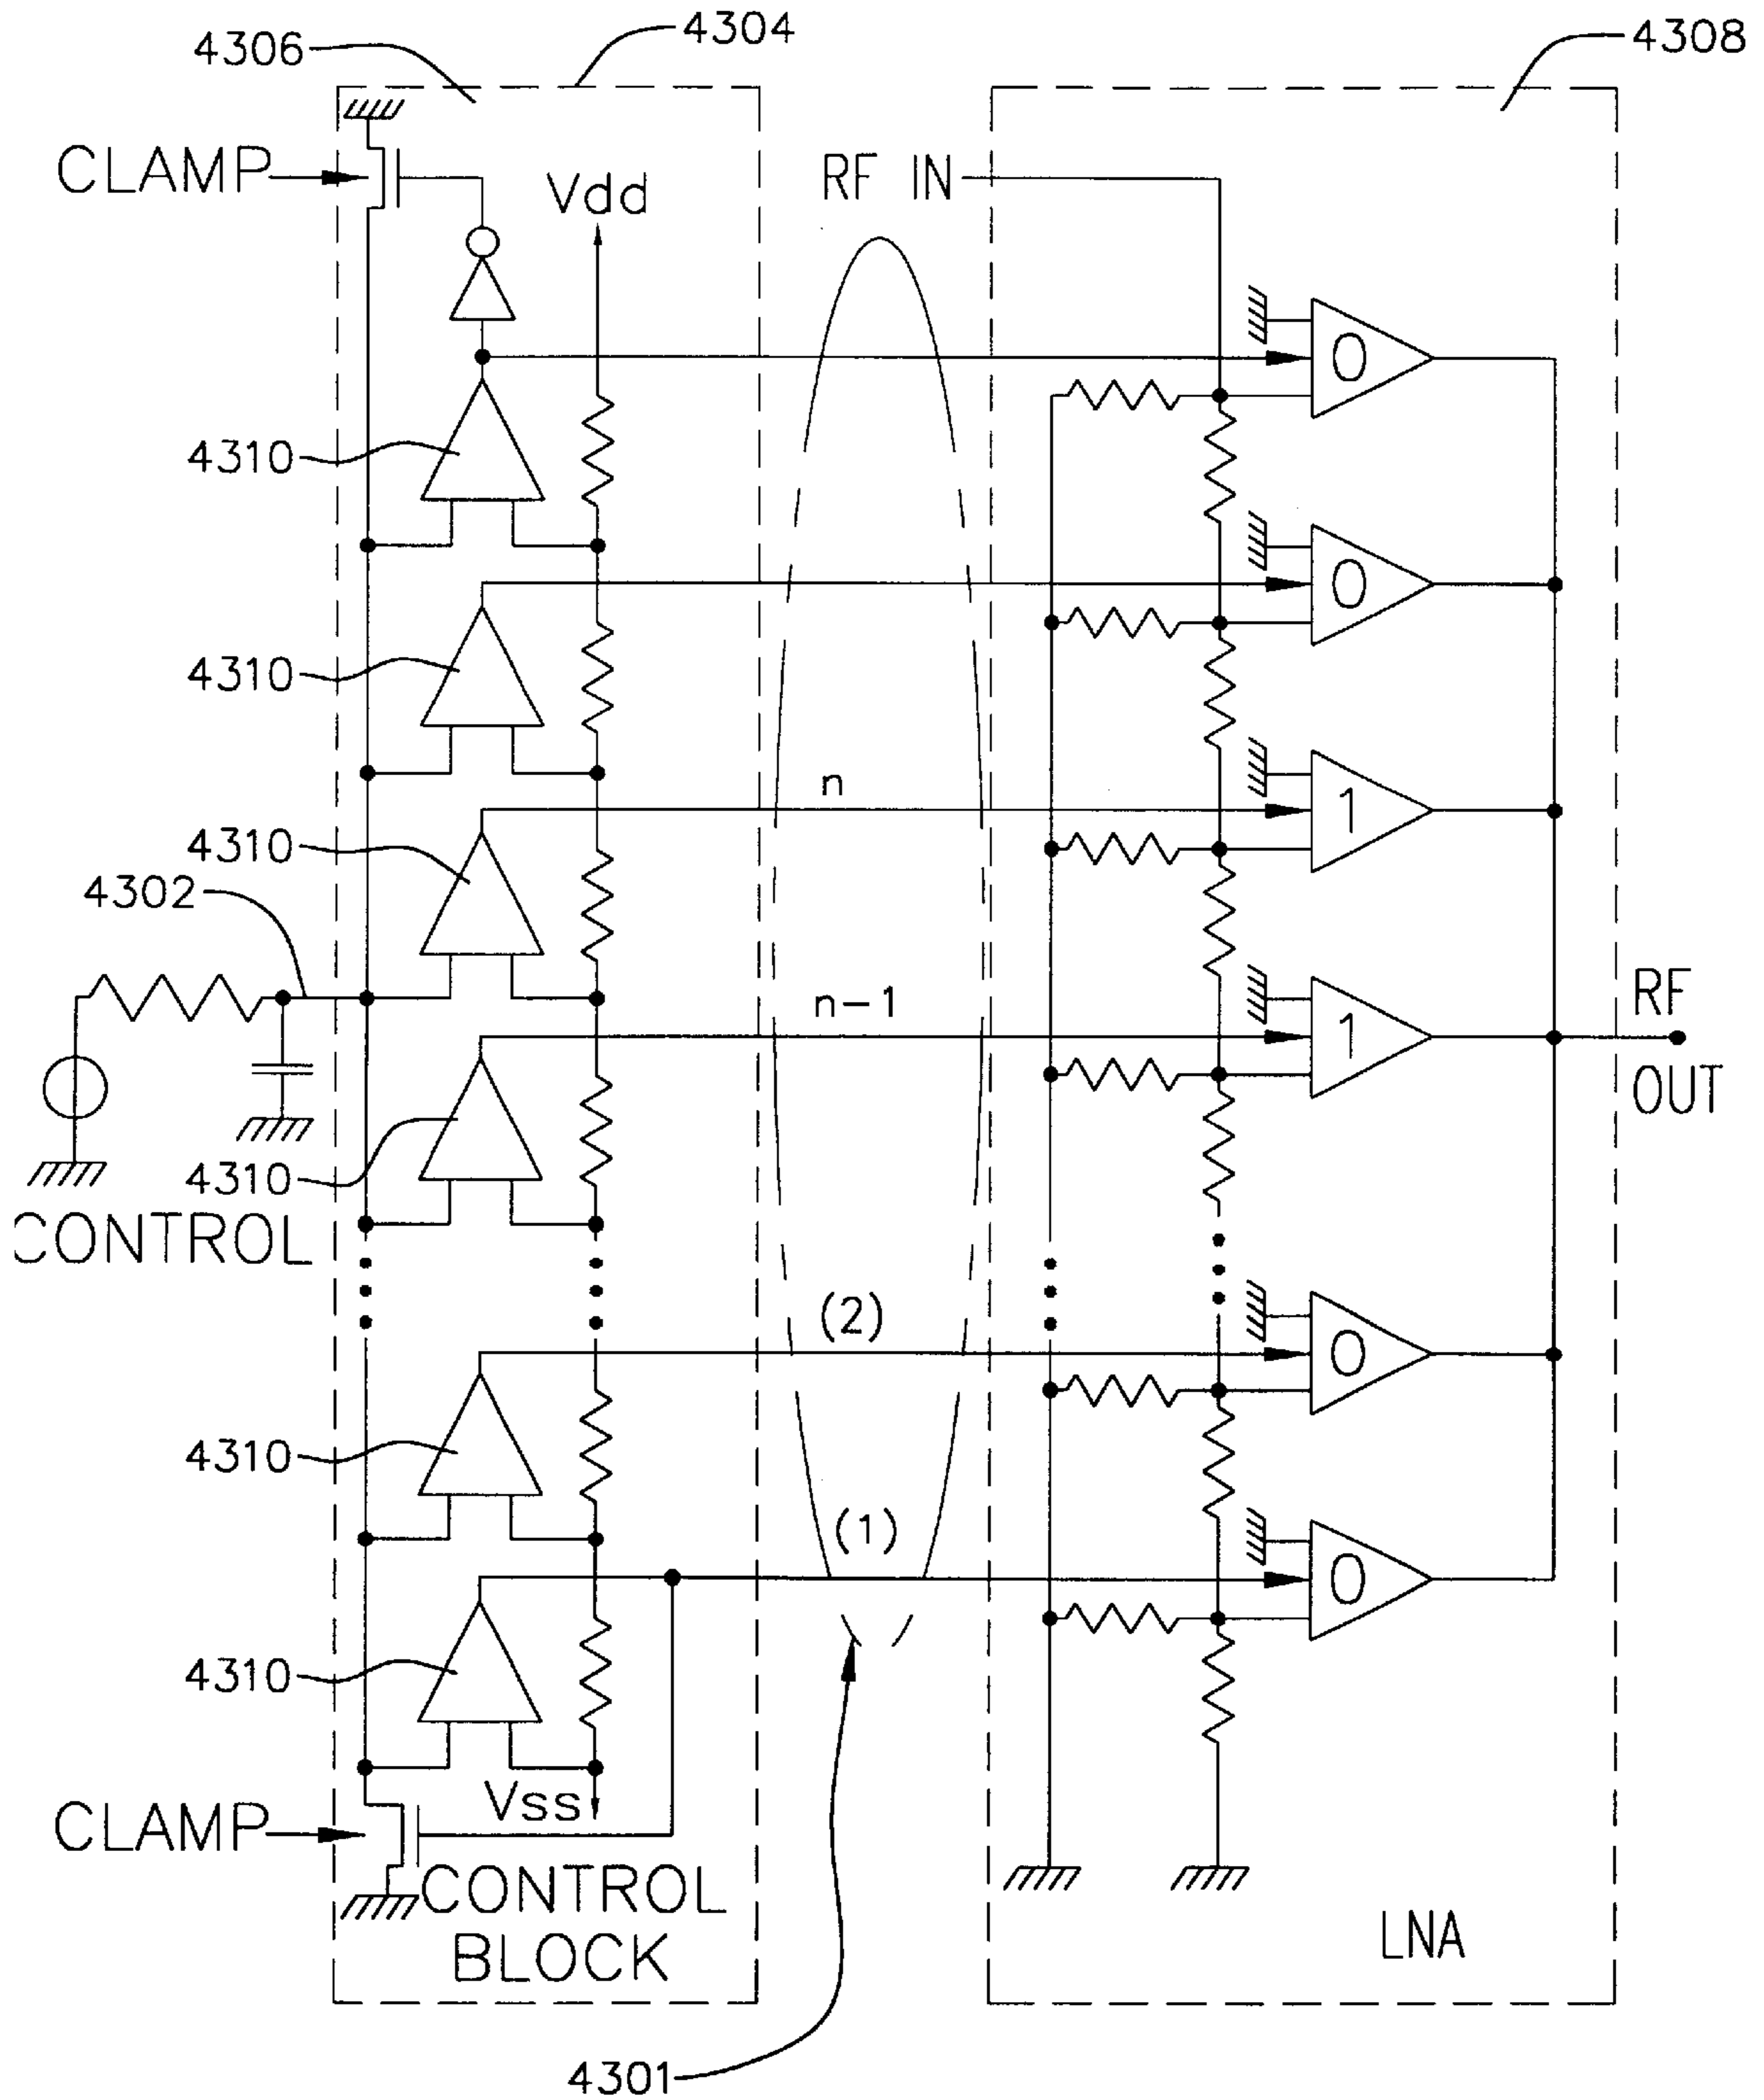 4304
4306
4308
CLAMP
RF IN
Vdd
0
4310
0
4310
n
1
4310
4302
n-1
1
RF
OUT
4310
CONTROL
(2)
0
4310
(1)
0
4310
Vss
CLAMP
CONTROL
BLOCK
LNA
4301